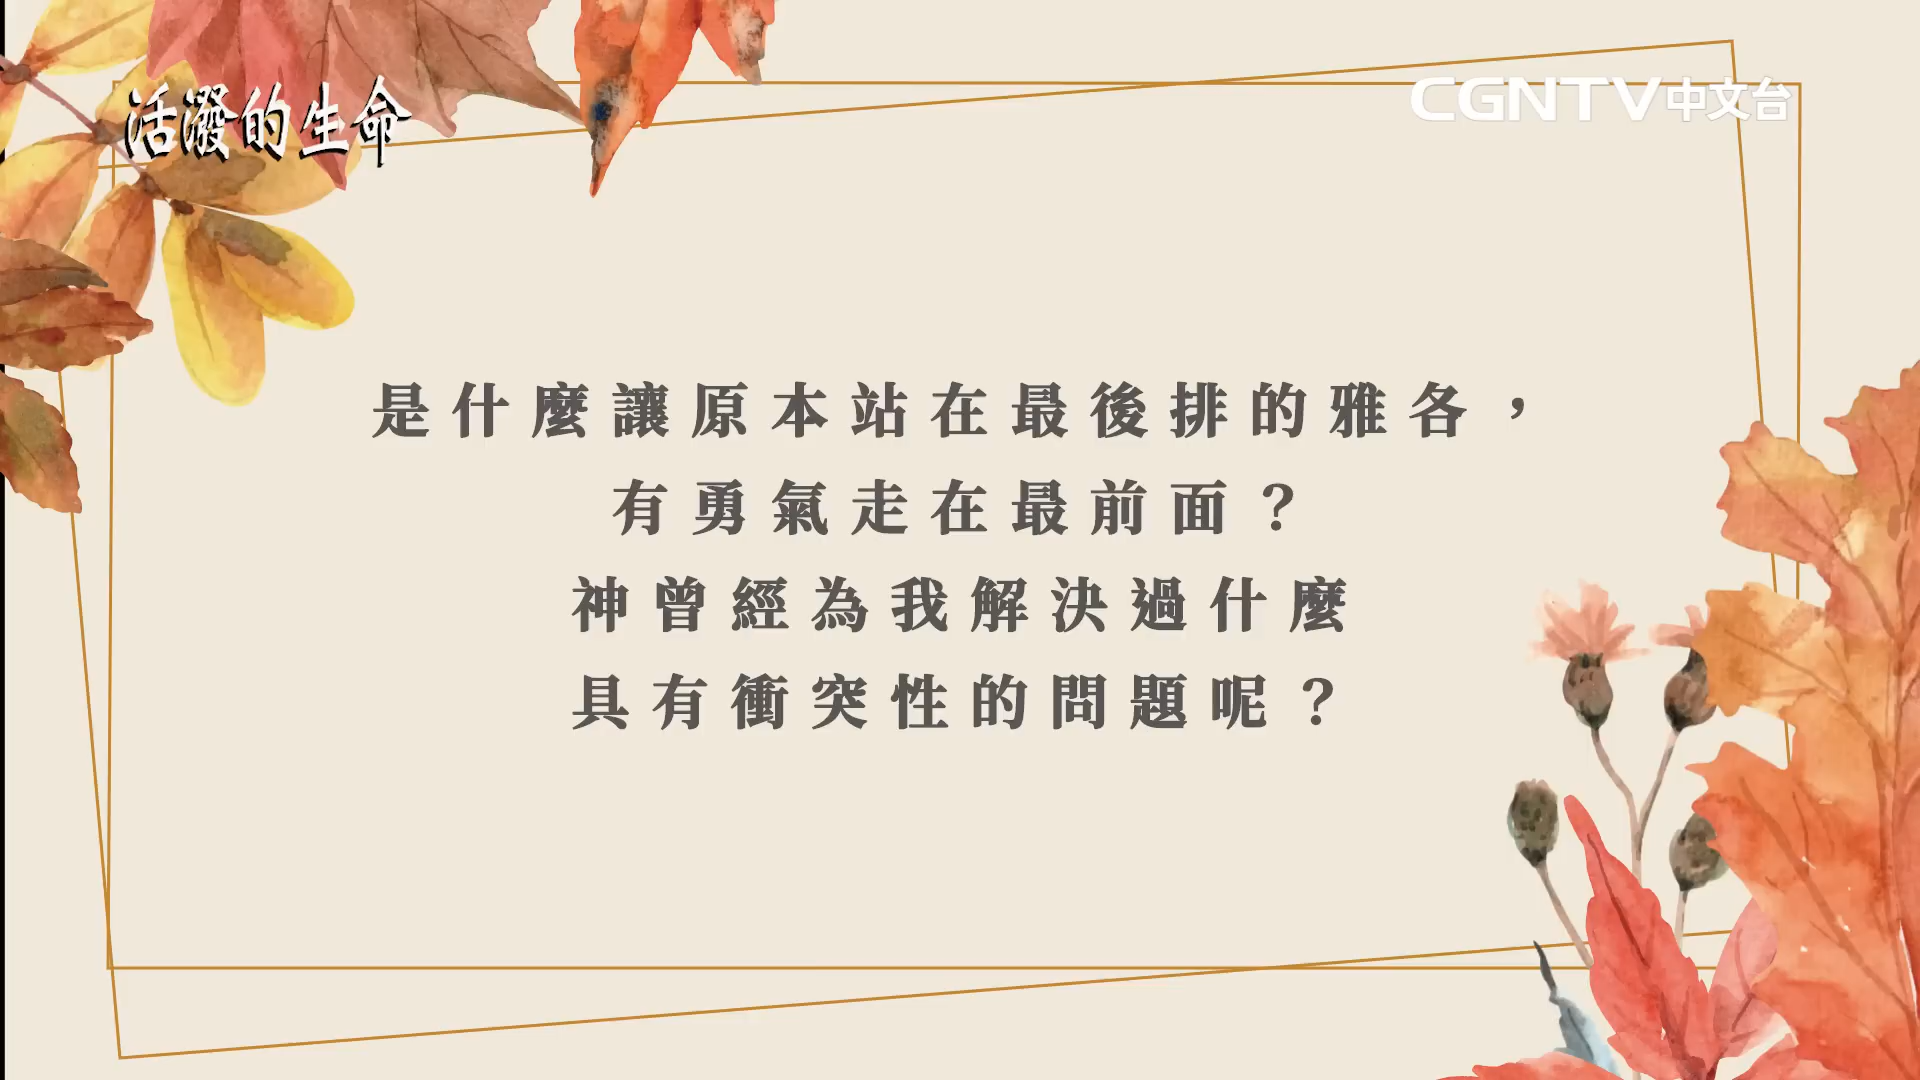 活潑的生命
CGNTV中文台
是什麼讓原本站在最後排的雅各，
有勇氣走在最前面？
神曾經為我解決過什麼
具有衝突性的問題呢？